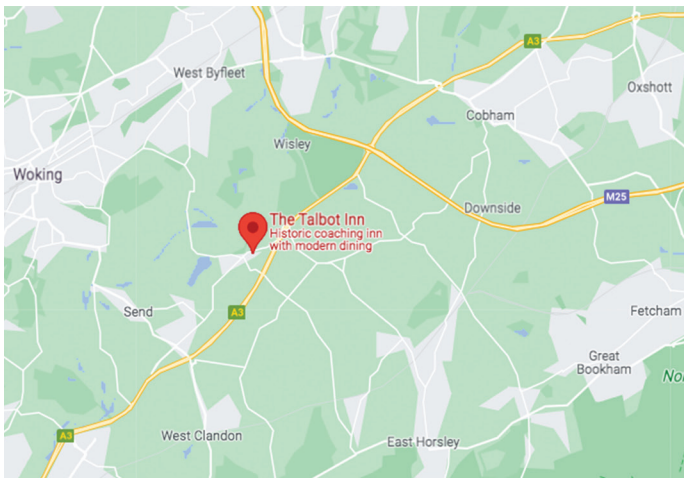 A3
West Byfleet
Oxshott
Cobham
Wisley
Woking
M25
Downside
The Talbot Inn
Historic coaching inn
with modern dining
Send
A3
Fetcham
Great
Bookham
A3
West Clandon
East Horsley